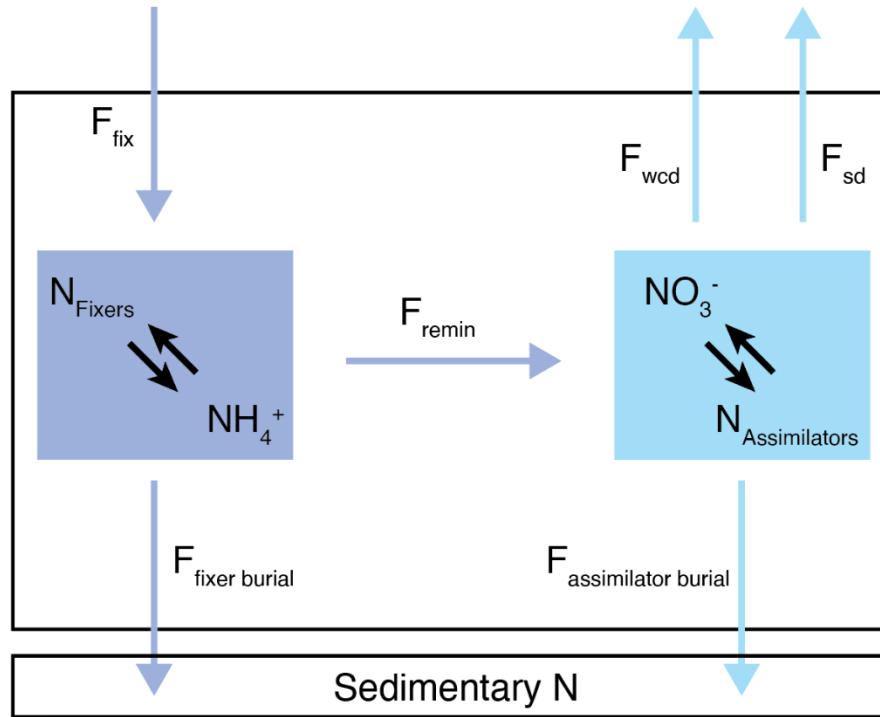 F_fix
F_wcd
F_sd
N_Fixers
NH_4^+
F_remin
NO_3^-
N_Assimilators
F_fixer burial
F_assimilator burial
Sedimentary N